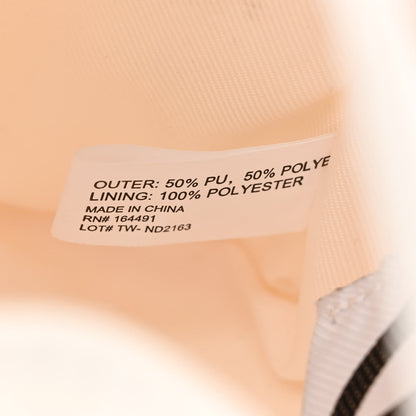 OUTER: 50% PU, 50% POLYE
LINING: 100% POLYESTER
MADE IN CHINA
RN# 164491
LOT# TW- ND2163